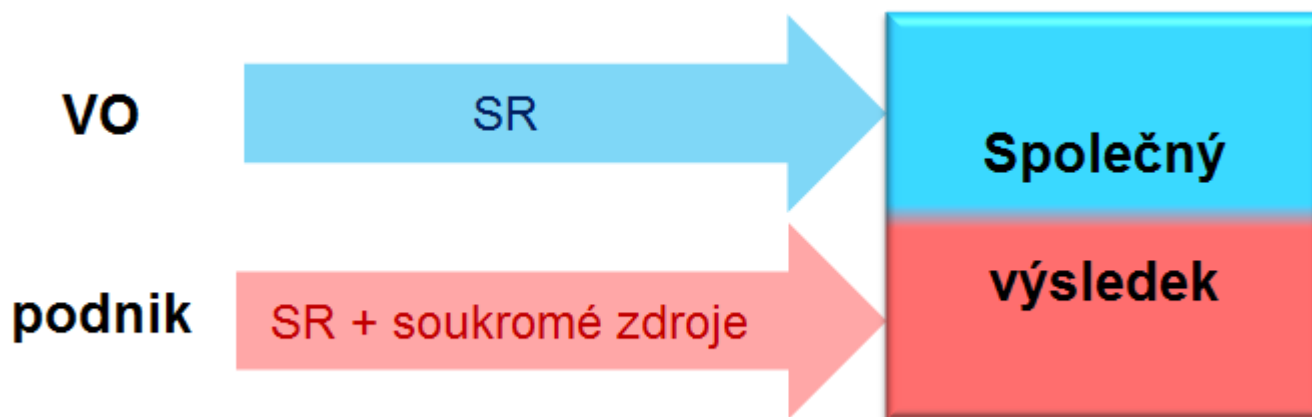 VO
SR
Společný
podnik
SR + soukromé zdroje
výsledek